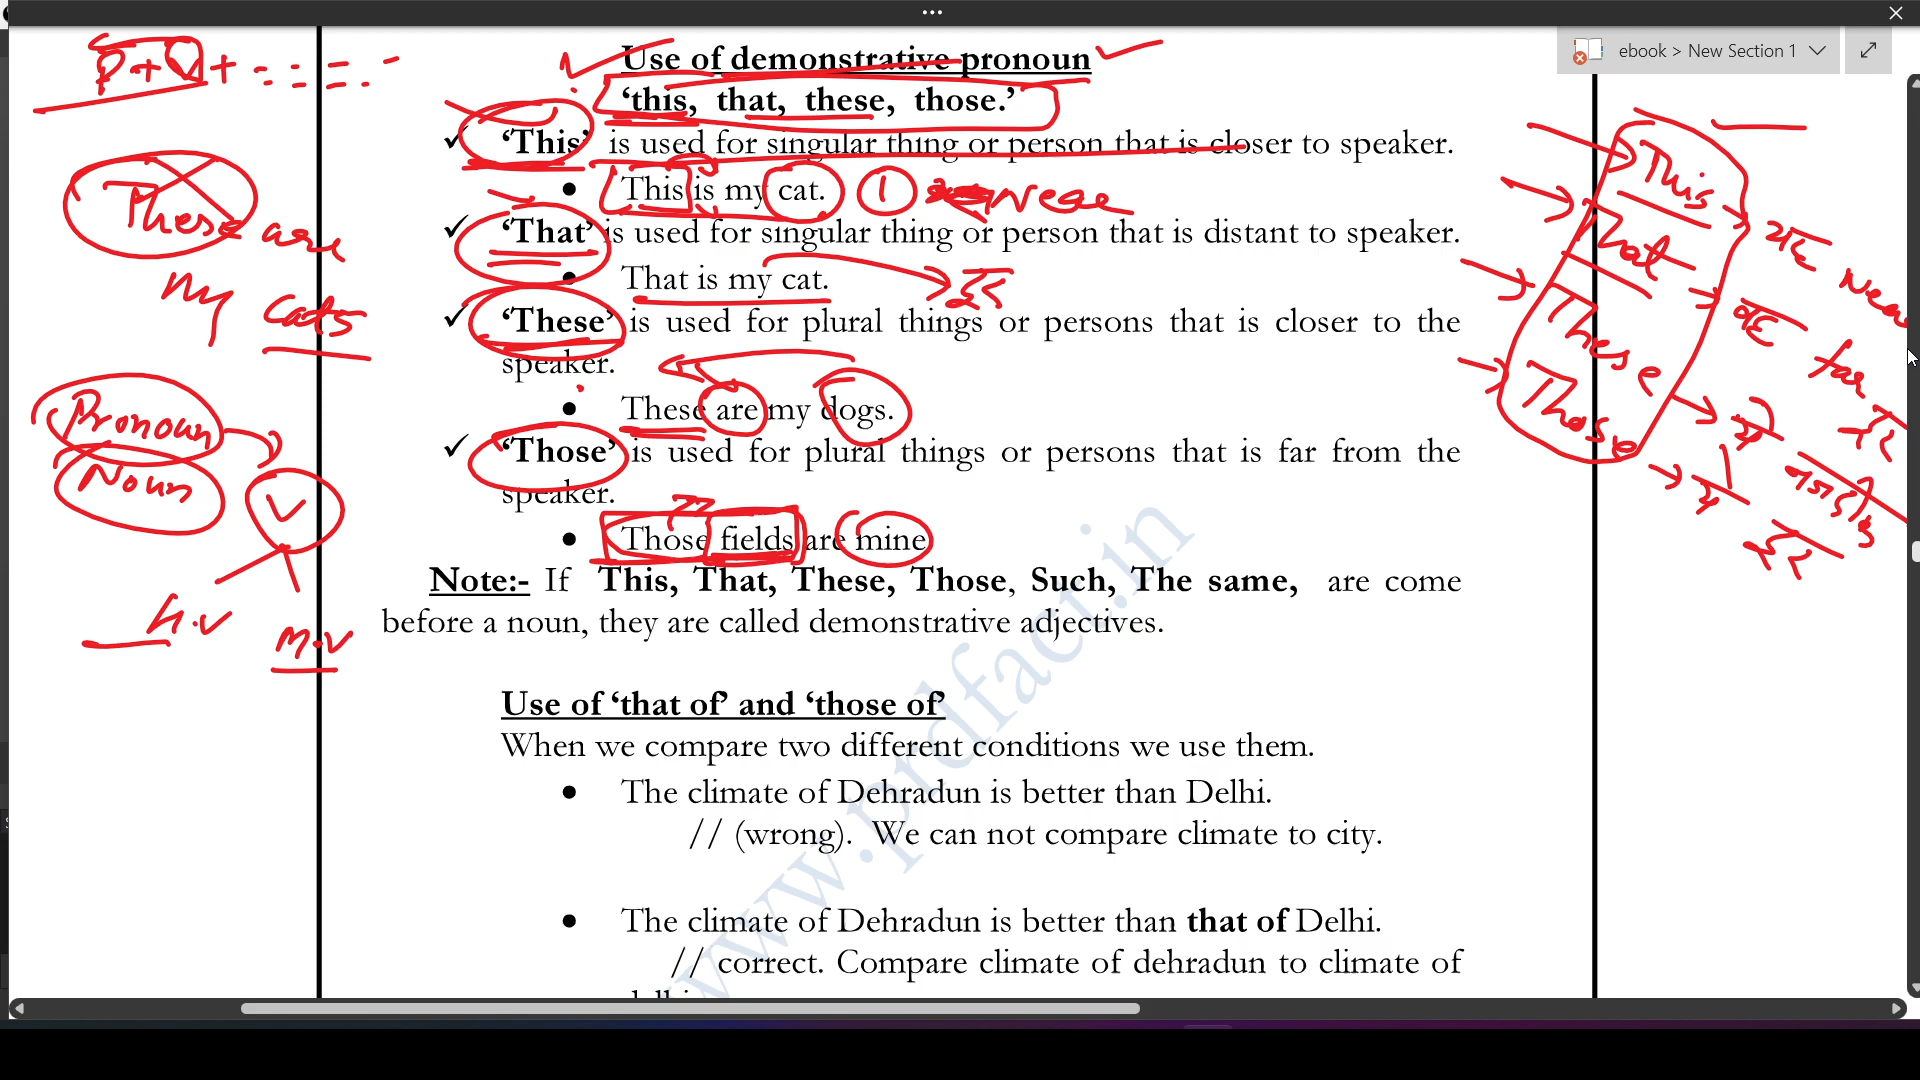 ebook > New Section 1
Use of demonstrative pronoun
‘this, that, these, those.’
‘This’ is used for singular thing or person that is closer to speaker.
This is my cat. 1
‘That’ is used for singular thing or person that is distant to speaker.
That is my cat.
‘These’ is used for plural things or persons that is closer to the
speaker.
These are my dogs.
‘Those’ is used for plural things or persons that is far from the
speaker.
Those fields are mine
Note:- If This, That, These, Those, Such, The same, are come
before a noun, they are called demonstrative adjectives.
Use of ‘that of’ and ‘those of’
When we compare two different conditions we use them.
The climate of Dehradun is better than Delhi.
// (wrong). We can not compare climate to city.
The climate of Dehradun is better than that of Delhi.
// correct. Compare climate of dehradun to climate of
www.prdfact.in
P + V +
These are
my cats
Pronoun
Noun
V
H.V
M.V
This
That
These
Those
far